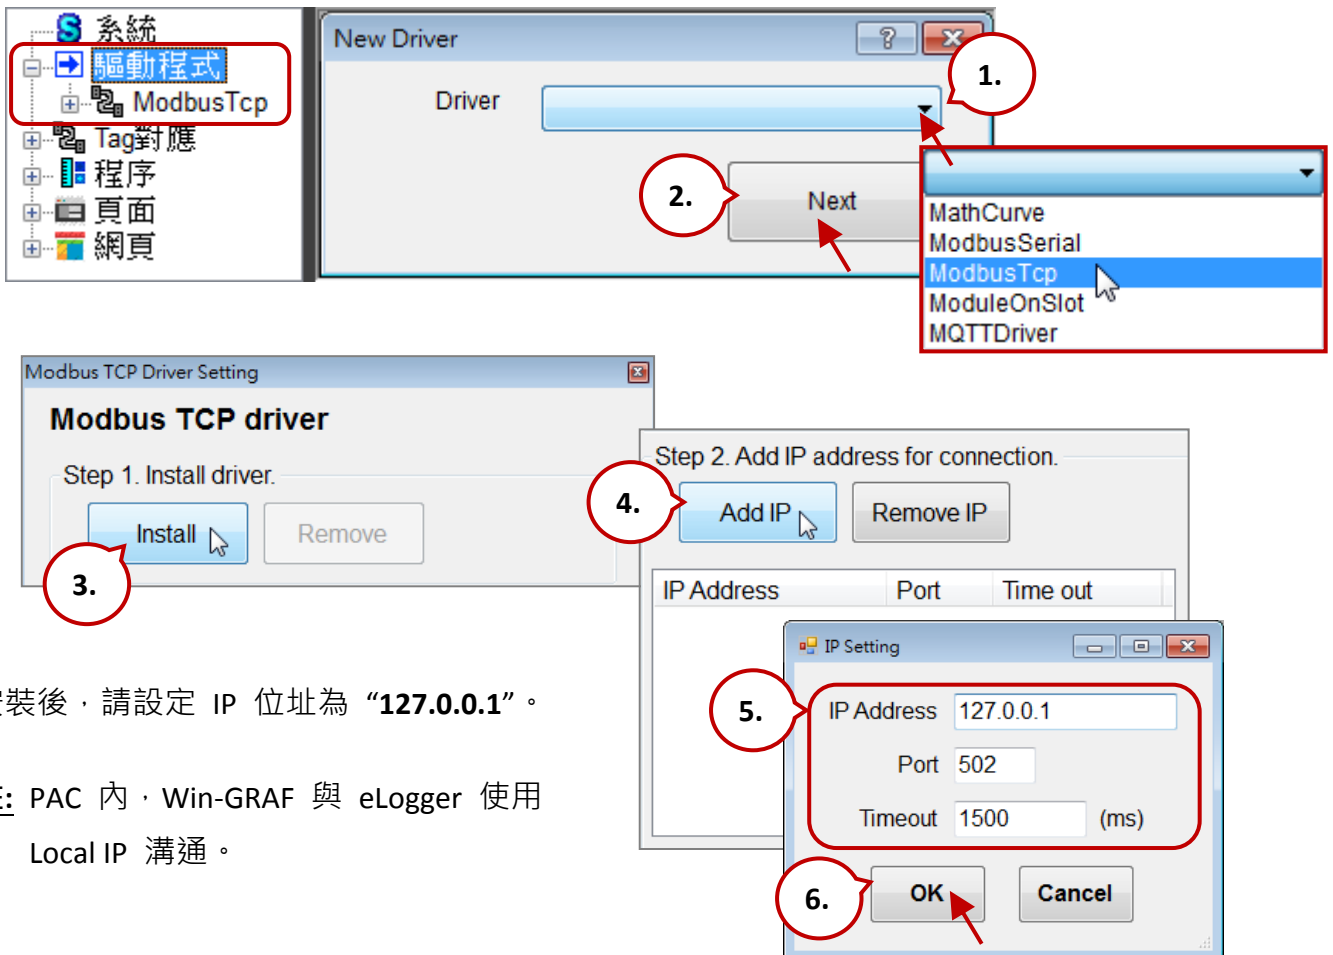 系統
驅動程式
ModbusTcp
Tag對應
程序
頁面
網頁
New Driver
Driver
1.
2.
Next
MathCurve
ModbusSerial
ModbusTcp
ModuleOnSlot
MQTTDriver
Modbus TCP Driver Setting
Modbus TCP driver
Step 1. Install driver.
Install
Remove
3.
Step 2. Add IP address for connection.
4.
Add IP
Remove IP
IP Address Port Time out
IP Setting
5.
IP Address 127.0.0.1
Port 502
Timeout 1500 (ms)
6.
OK
Cancel
裝後，請設定 IP 位址為 “127.0.0.1”。
: PAC 內，Win-GRAF 與 eLogger 使用
Local IP 溝通。